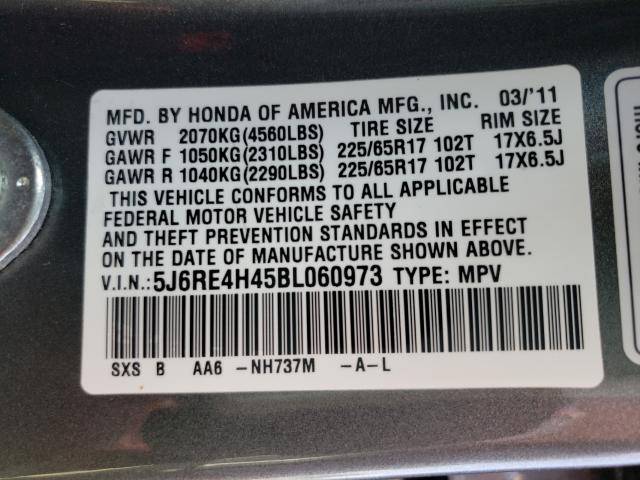 MFD. BY HONDA OF AMERICA MFG., INC. 03/'11
GVWR 2070KG(4560LBS) TIRE SIZE RIM SIZE
GAWR F 1050KG(2310LBS) 225/65R17 102T 17X6.5J
GAWR R 1040KG(2290LBS) 225/65R17 102T 17X6.5J
THIS VEHICLE CONFORMS TO ALL APPLICABLE
FEDERAL MOTOR VEHICLE SAFETY
AND THEFT PREVENTION STANDARDS IN EFFECT
ON THE DATE OF MANUFACTURE SHOWN ABOVE.
V.I.N.:5J6RE4H45BL060973 TYPE: MPV
SXS B AA6 -NH737M -A-L